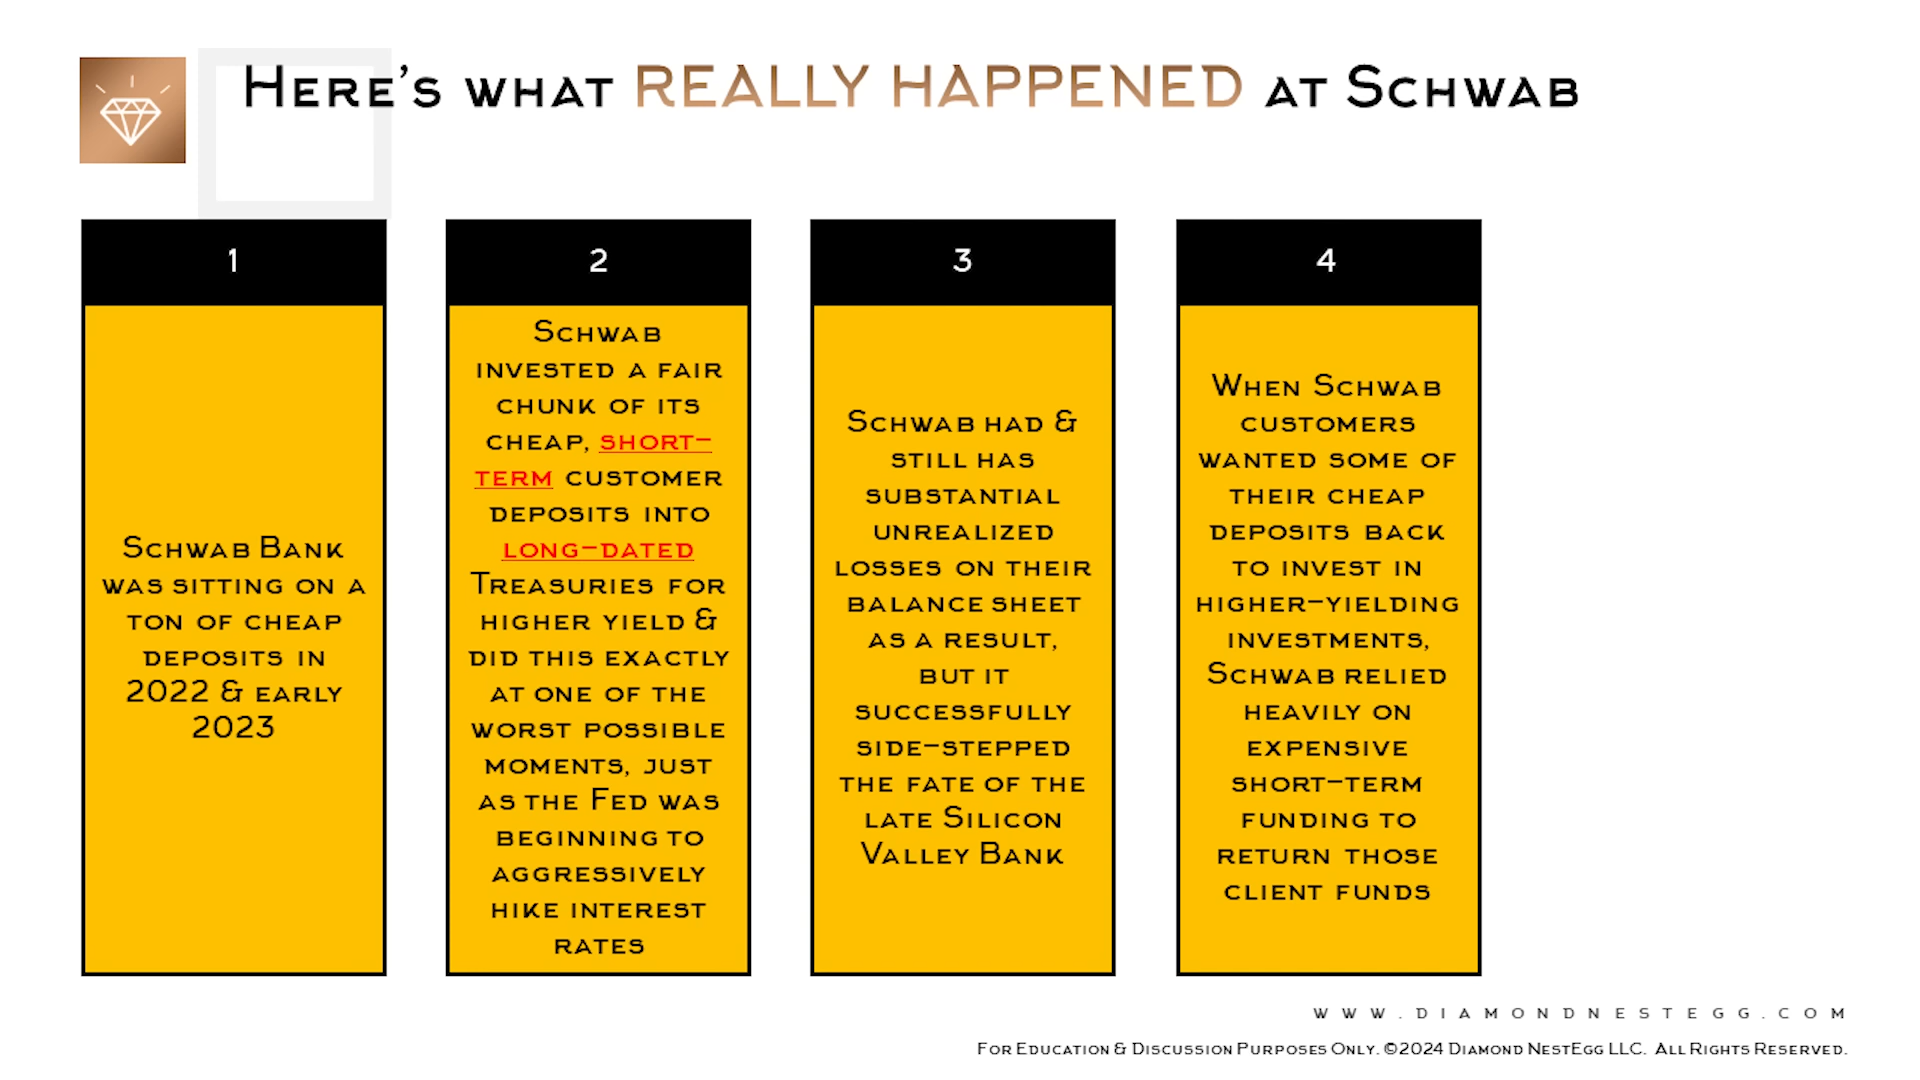 Here's what REALLY HAPPENED at Schwab
1
Schwab Bank
was sitting on a
ton of cheap
deposits in
2022 & early
2023
2
Schwab
invested a fair
chunk of its
cheap, short-
term customer
deposits into
long-dated
Treasuries for
higher yield &
did this exactly
at one of the
worst possible
moments, just
as the Fed was
beginning to
aggressively
hike interest
rates
3
Schwab had &
still has
substantial
unrealized
losses on their
balance sheet
as a result,
but it
successfully
side-stepped
the fate of the
late Silicon
Valley Bank
4
When Schwab
customers
wanted some of
their cheap
deposits back
to invest in
higher-yielding
investments,
Schwab relied
heavily on
expensive
short-term
funding to
return those
client funds
WWW.DIAMONDNESTEGG.COM
For Education & Discussion Purposes Only. ©2024 Diamond NestEgg LLC. All Rights Reserved.